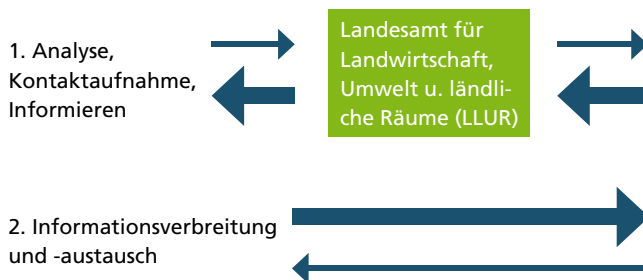 1. Analyse,
Kontaktaufnahme,
Informieren
Landesamt für
Landwirtschaft,
Umwelt u. ländli-
che Räume (LLUR)
2. Informationsverbreitung
und -austausch